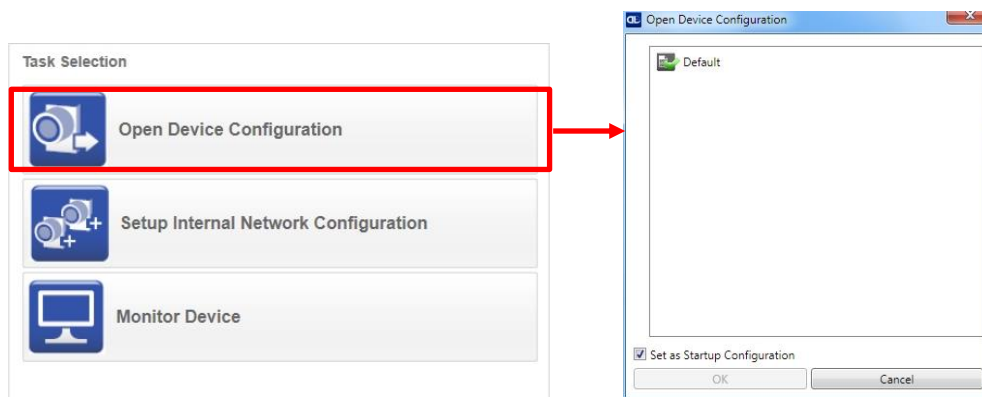 Task Selection
Open Device Configuration
Setup Internal Network Configuration
Monitor Device
DL Open Device Configuration
Default
Set as Startup Configuration
OK Cancel